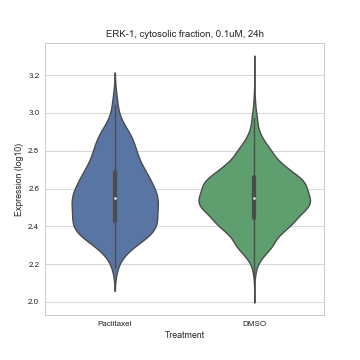 ERK-1, cytosolic fraction, 0.1uM, 24h
3.2
3.0
2.8
2.6
2.4
2.2
2.0
Expression (log10)
Paclitaxel DMSO
Treatment